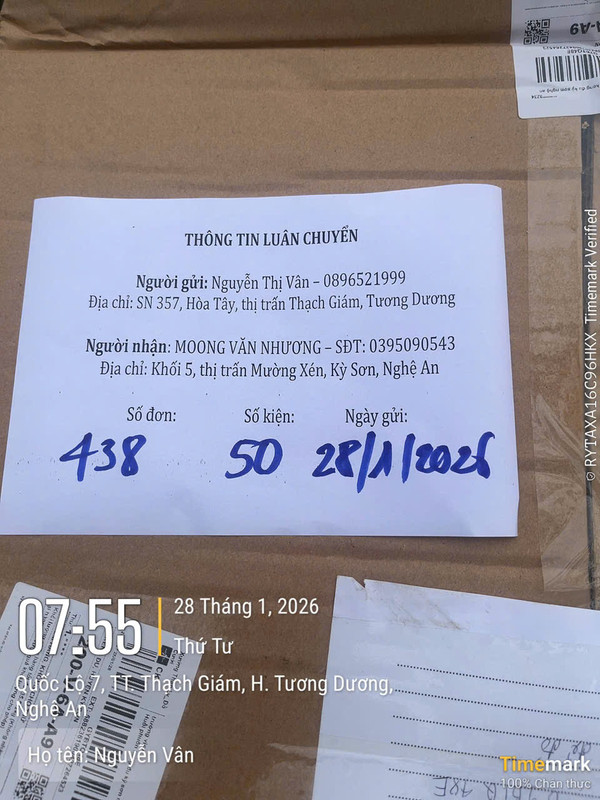 THÔNG TIN LUÂN CHUYỂN
Người gửi: Nguyễn Thị Vân – 0896521999
Địa chỉ: SN 357, Hòa Tây, thị trấn Thạch Giám, Tương Dương
Người nhận: MOONG VĂN NHƯƠNG – SĐT: 0395090543
Địa chỉ: Khối 5, thị trấn Mường Xén, Kỳ Sơn, Nghệ An
Số đơn: Số kiện: Ngày gửi:
438 50 28/1/2026
© RYTAXA16C96HKX Timemark Verified
07:55
28 Tháng 1, 2026
Thứ Tư
Quốc Lộ 7, TT. Thạch Giám, H. Tương Dương,
Nghệ An
Họ tên: Nguyễn Vân
Timemark
100% Chân thực